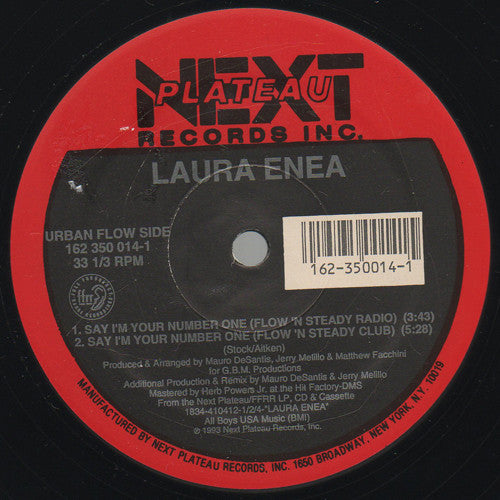 NEXT
PLATEAU
RECORDS INC.
LAURA ENEA
URBAN FLOW SIDE
162 350 014-1
33 1/3 RPM
162-350014-1
ffrr
1. SAY I'M YOUR NUMBER ONE (FLOW 'N STEADY RADIO) (3:43)
2. SAY I'M YOUR NUMBER ONE (FLOW 'N STEADY CLUB) (5:28)
(Stock/Aitken)
Produced & Arranged by Mauro DeSantis, Jerry Melillo & Matthew Facchini
for G.B.M. Productions
Additional Production & Remix by Mauro DeSantis & Jerry Melillo
Mastered by Herb Powers Jr. at the Hit Factory-DMS
From the Next Plateau/FFRR LP, CD & Cassette
1834-410412-1/2/4-"LAURA ENEA"
All Boys USA Music (BMI)
℗ 1993 Next Plateau Records, Inc.
MANUFACTURED BY NEXT PLATEAU RECORDS, INC. 1650 BROADWAY, NEW YORK, N.Y. 10019